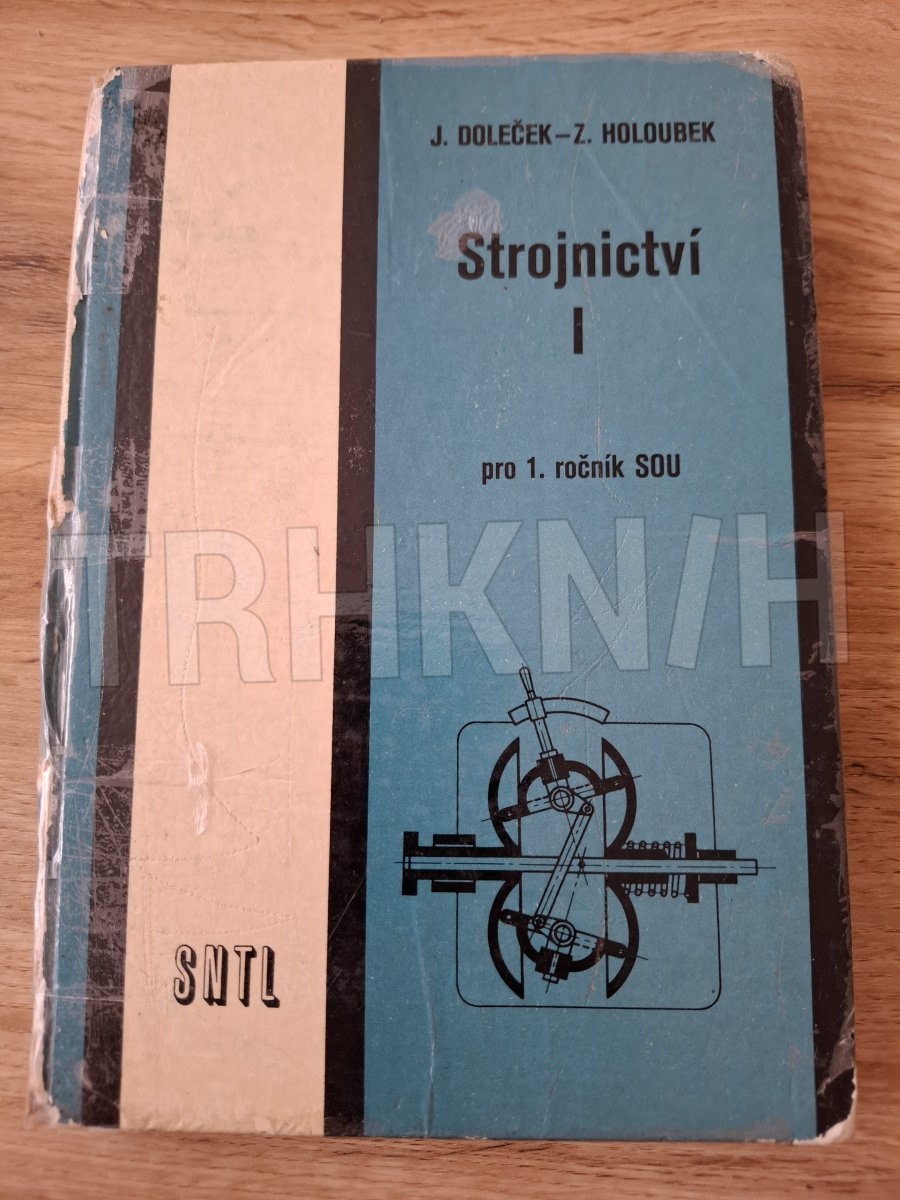 J. DOLEČEK – Z. HOLOUBEK
Strojnictví
I
pro 1. ročník SOU
TRHKNIH
SNTL